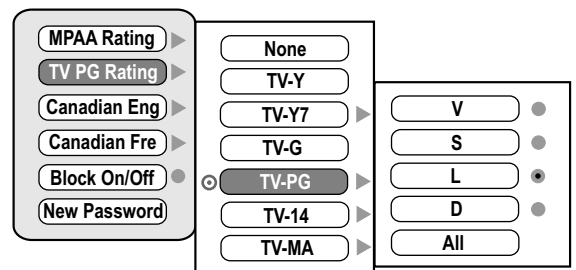 MPAA Rating
TV PG Rating
Canadian Eng
Canadian Fre
Block On/Off
New Password
None
TV-Y
TV-Y7
TV-G
TV-PG
TV-14
TV-MA
V
S
L
D
All